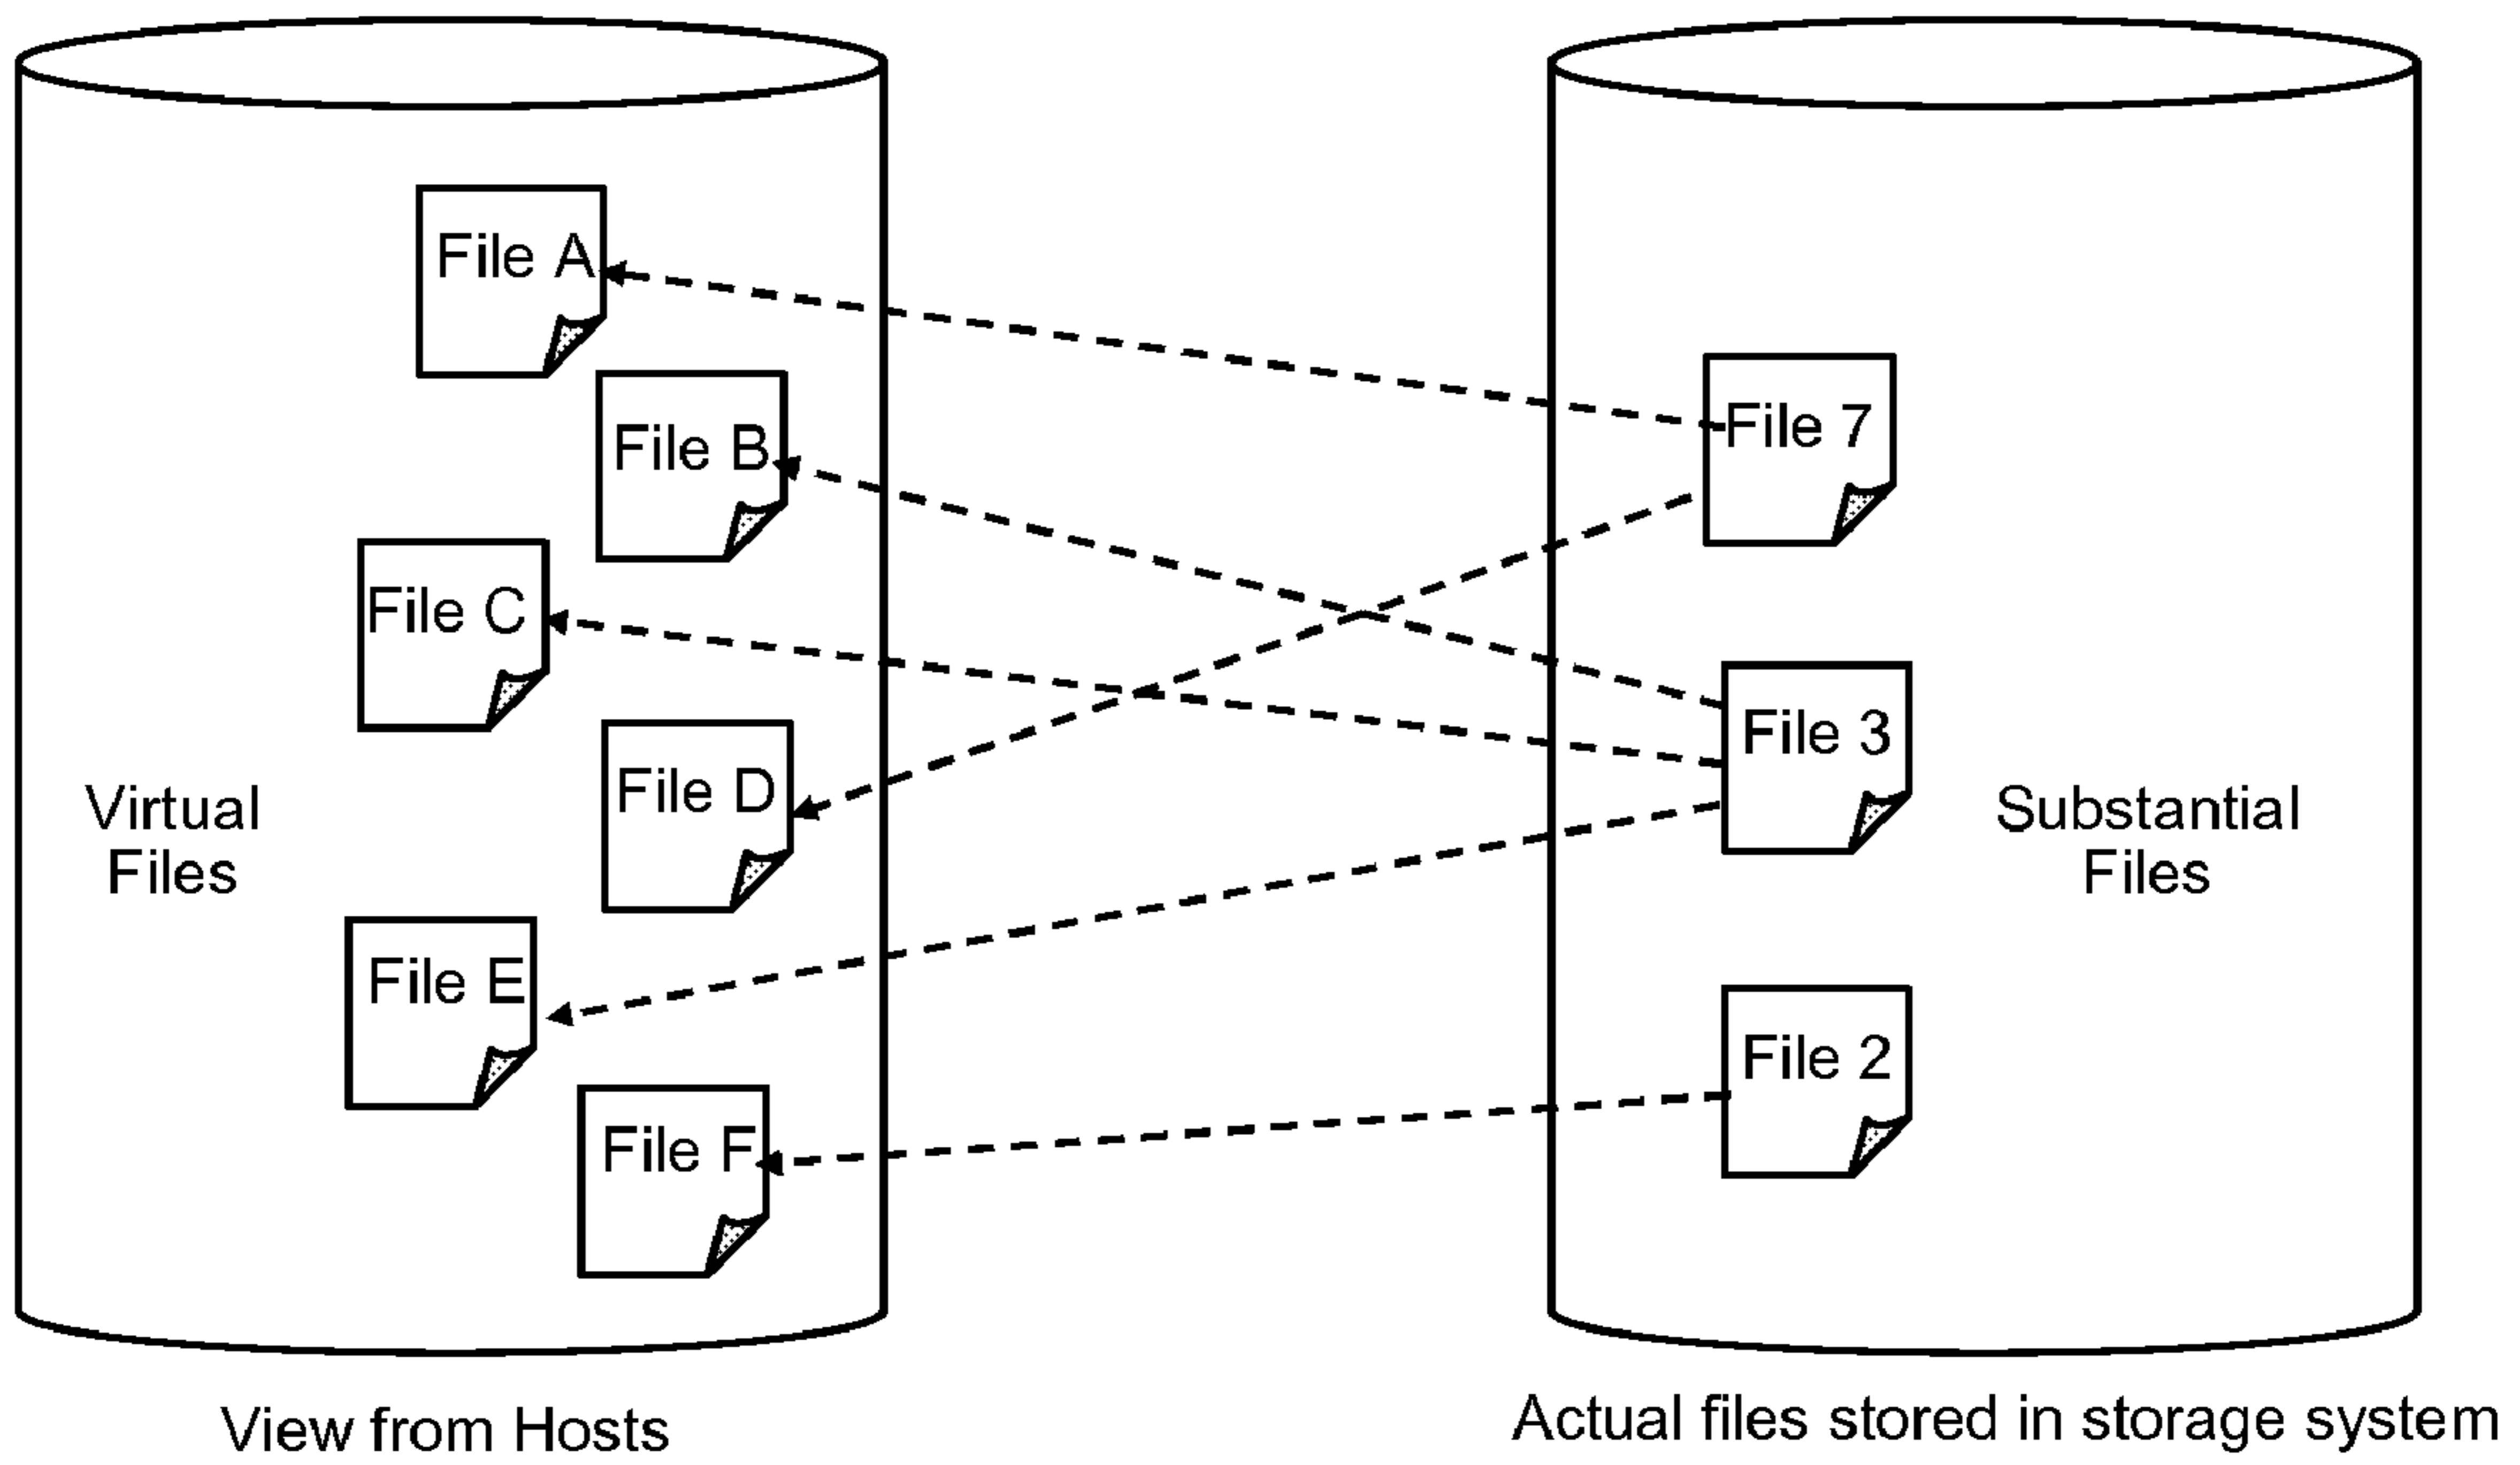 File A
File B
File C
File D
Virtual
Files
File E
File F
View from Hosts
File 7
File 3
Substantial
Files
File 2
Actual files stored in storage system